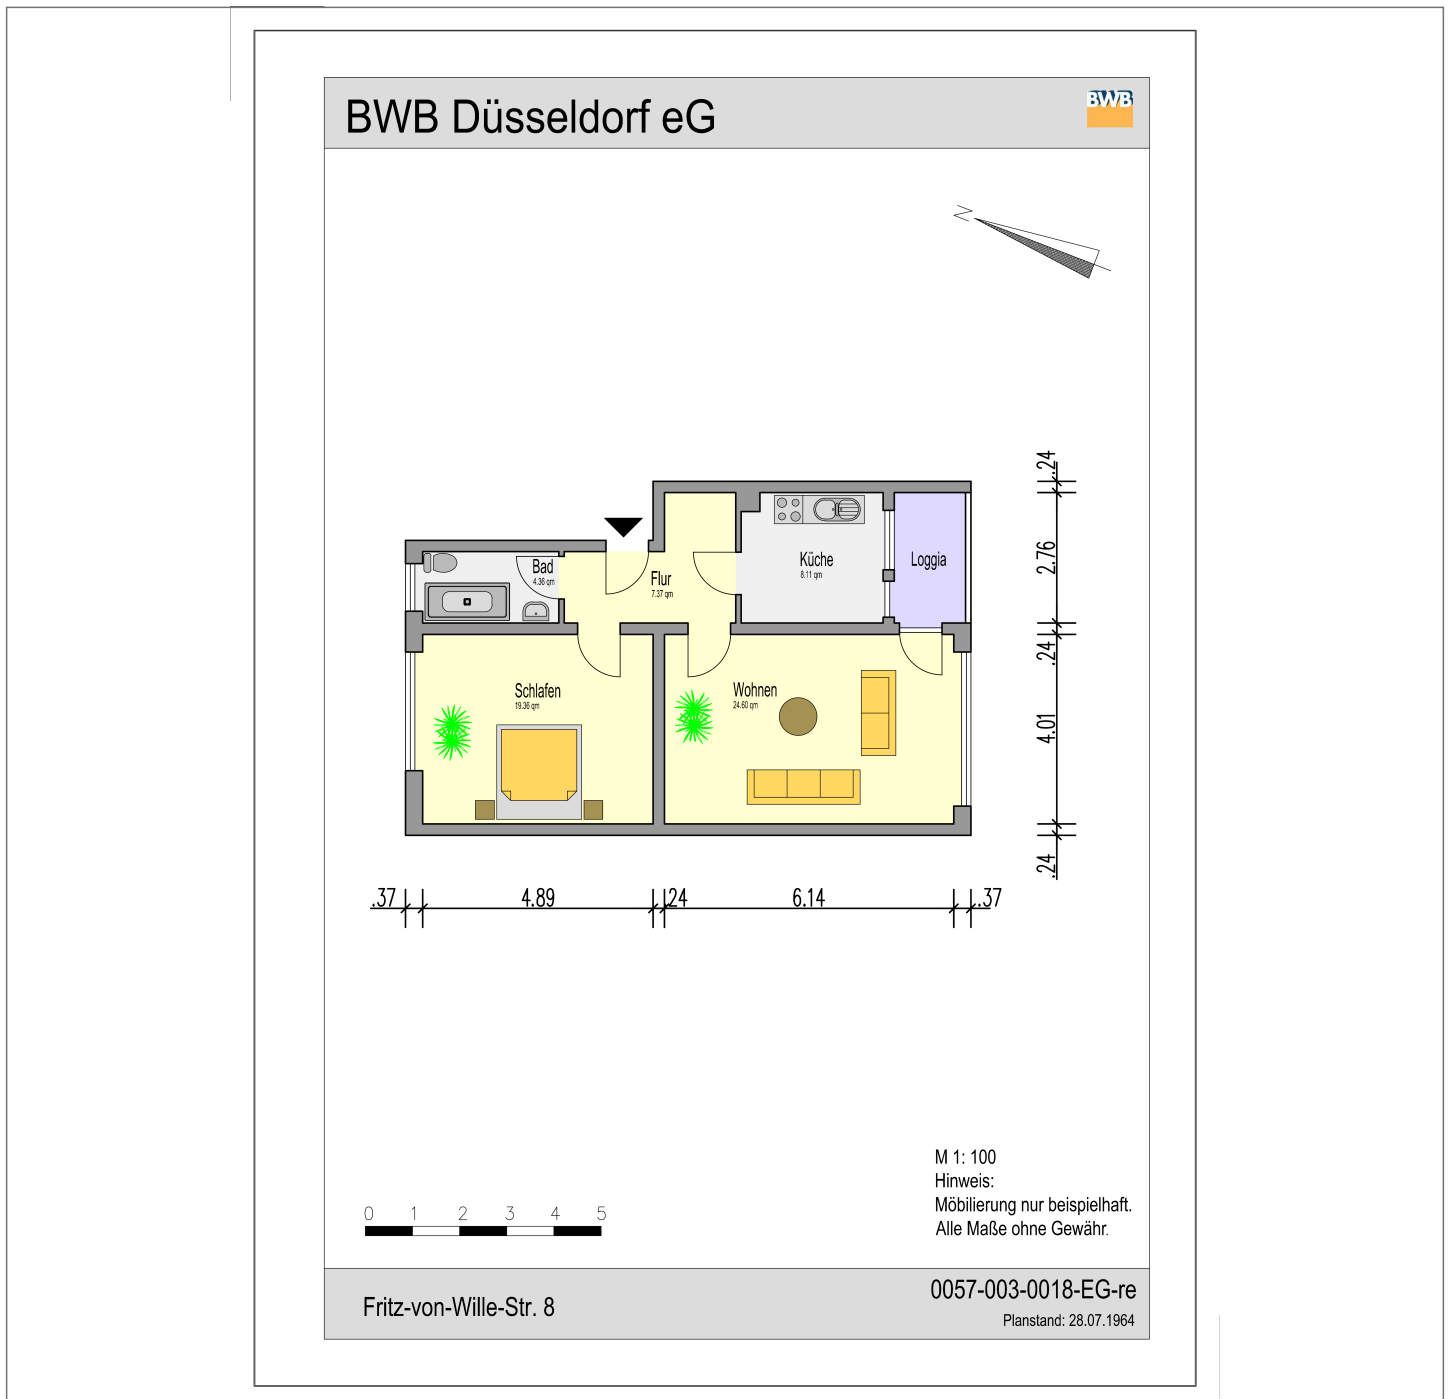 BWB Düsseldorf eG
BWB
N
.24
2.76
.24
4.01
.24
Bad
4.36 qm
Flur
7.37 qm
Küche
8.11 qm
Loggia
Schlafen
19.36 qm
Wohnen
24.60 qm
.37
4.89
.24
6.14
.37
M 1: 100
Hinweis:
Möbilierung nur beispielhaft.
Alle Maße ohne Gewähr.
0 1 2 3 4 5
Fritz-von-Wille-Str. 8
0057-003-0018-EG-re
Planstand: 28.07.1964